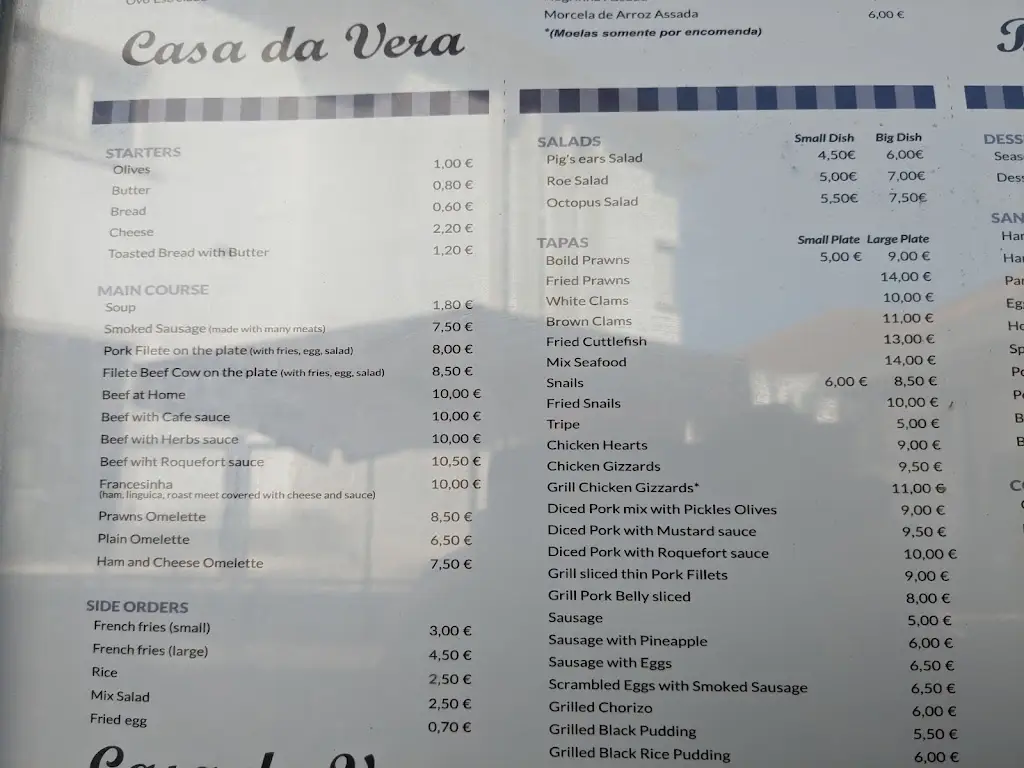 Morcela de Arroz Assada 6,00 €
*(Moelas somente por encomenda)
Casa da Vera
STARTERS
Olives 1,00 €
Butter 0,80 €
Bread 0,60 €
Cheese 2,20 €
Toasted Bread with Butter 1,20 €
MAIN COURSE
Soup 1,80 €
Smoked Sausage (made with many meats) 7,50 €
Pork Filete on the plate (with fries, egg, salad) 8,00 €
Filete Beef Cow on the plate (with fries, egg, salad) 8,50 €
Beef at Home 10,00 €
Beef with Cafe sauce 10,00 €
Beef with Herbs sauce 10,00 €
Beef wiht Roquefort sauce 10,50 €
Francesinha 10,00 €
(ham, linguica, roast meet covered with cheese and sauce)
Prawns Omelette 8,50 €
Plain Omelette 6,50 €
Ham and Cheese Omelette 7,50 €
SIDE ORDERS
French fries (small) 3,00 €
French fries (large) 4,50 €
Rice 2,50 €
Mix Salad 2,50 €
Fried egg 0,70 €
SALADS Small Dish Big Dish
Pig's ears Salad 4,50€ 6,00€
Roe Salad 5,00€ 7,00€
Octopus Salad 5,50€ 7,50€
TAPAS Small Plate Large Plate
Boild Prawns 5,00 € 9,00 €
Fried Prawns 14,00 €
White Clams 10,00 €
Brown Clams 11,00 €
Fried Cuttlefish 13,00 €
Mix Seafood 14,00 €
Snails 6,00 € 8,50 €
Fried Snails 10,00 €
Tripe 5,00 €
Chicken Hearts 9,00 €
Chicken Gizzards 9,50 €
Grill Chicken Gizzards* 11,00 €
Diced Pork mix with Pickles Olives 9,00 €
Diced Pork with Mustard sauce 9,50 €
Diced Pork with Roquefort sauce 10,00 €
Grill sliced thin Pork Fillets 9,00 €
Grill Pork Belly sliced 8,00 €
Sausage 5,00 €
Sausage with Pineapple 6,00 €
Sausage with Eggs 6,50 €
Scrambled Eggs with Smoked Sausage 6,50 €
Grilled Chorizo 6,00 €
Grilled Black Pudding 5,50 €
Grilled Black Rice Pudding 6,00 €